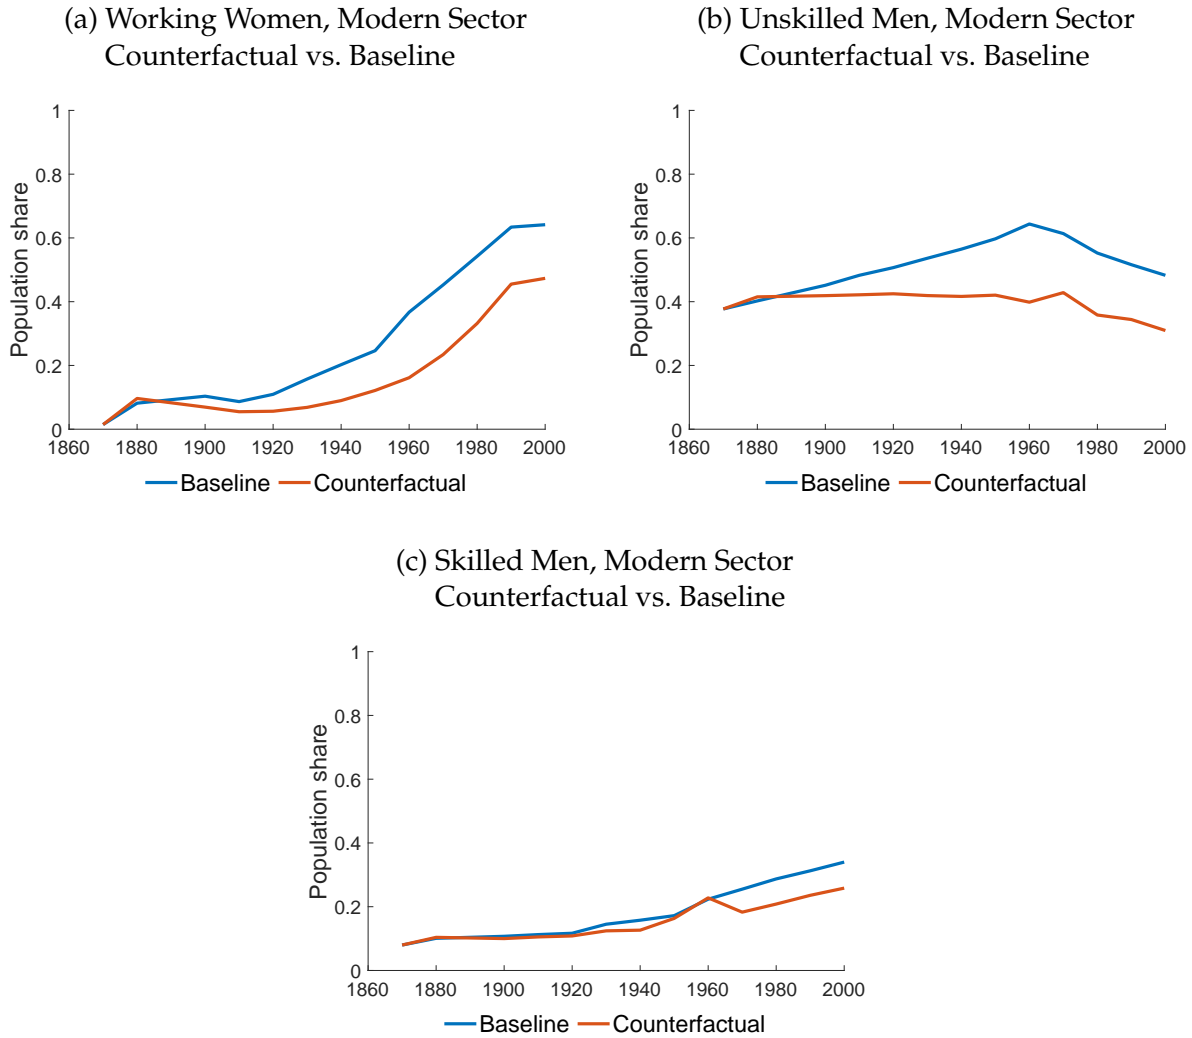 (a) Working Women, Modern Sector
Counterfactual vs. Baseline
1
0.8
0.6
0.4
0.2
0
Population share
1860 1880 1900 1920 1940 1960 1980 2000
Baseline Counterfactual
(b) Unskilled Men, Modern Sector
Counterfactual vs. Baseline
1
0.8
0.6
0.4
0.2
0
Population share
1860 1880 1900 1920 1940 1960 1980 2000
Baseline Counterfactual
(c) Skilled Men, Modern Sector
Counterfactual vs. Baseline
1
0.8
0.6
0.4
0.2
0
Population share
1860 1880 1900 1920 1940 1960 1980 2000
Baseline Counterfactual